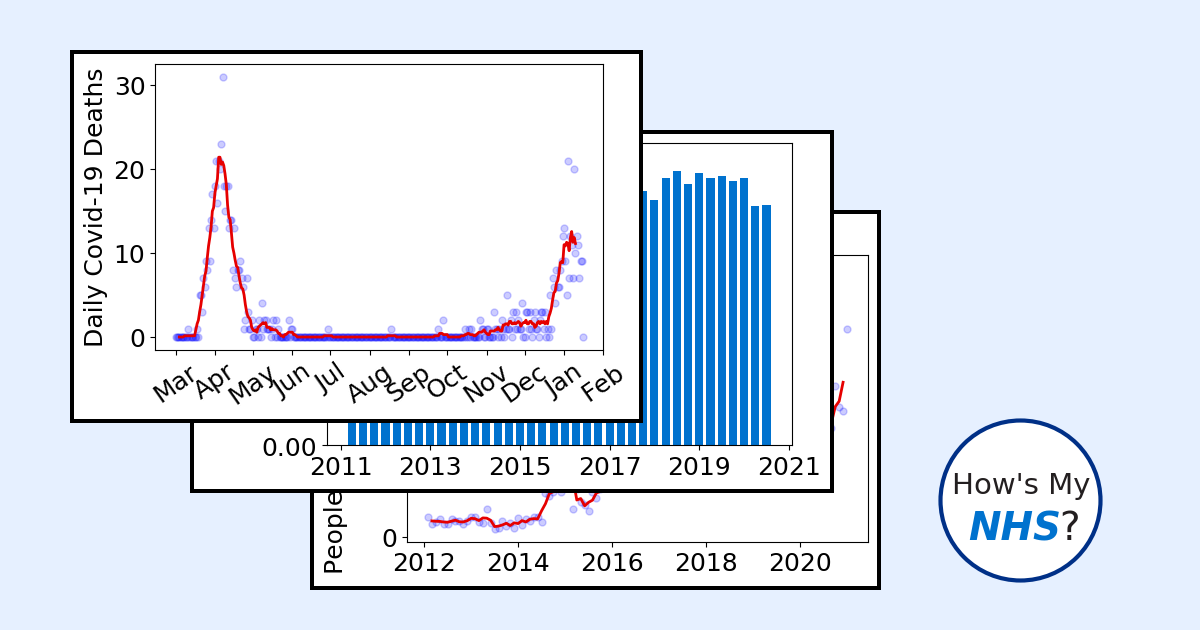 Daily Covid-19 Deaths
30
20
10
0
Mar Apr May Jun Jul Aug Sep Oct Nov Dec Jan Feb
0.00
2011 2013 2015 2017 2019 2021
People
0
2012 2014 2016 2018 2020
How's My
NHS?